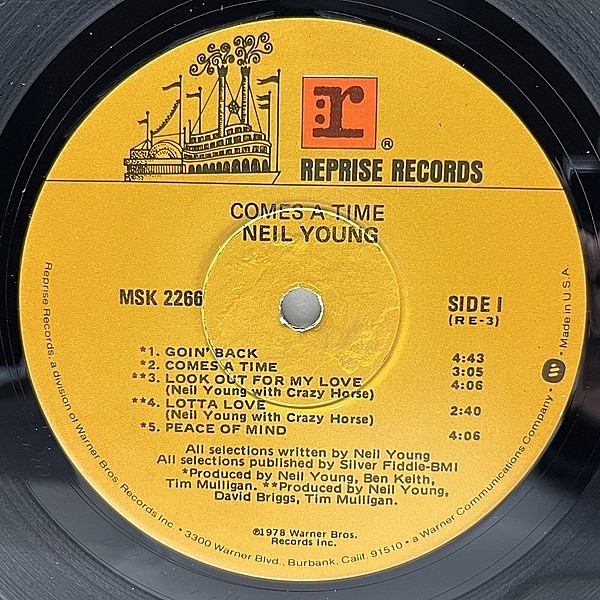 r
®
REPRISE RECORDS
COMES A TIME
NEIL YOUNG
MSK 2266
SIDE 1
(RE-3)
*1. GOIN' BACK 4:43
*2. COMES A TIME 3:05
**3. LOOK OUT FOR MY LOVE 4:06
(Neil Young with Crazy Horse)
**4. LOTTA LOVE 2:40
(Neil Young with Crazy Horse)
*5. PEACE OF MIND 4:06
All selections written by Neil Young
All selections published by Silver Fiddle-BMI
*Produced by Neil Young, Ben Keith,
Tim Mulligan. **Produced by Neil Young,
David Briggs, Tim Mulligan.
℗1978 Warner Bros.
Records Inc.
Reprise Records, a division of Warner Bros. Records Inc • 3300 Warner Blvd., Burbank, Calif. 91510 • a Warner Communications Company • W • Made in U.S.A.